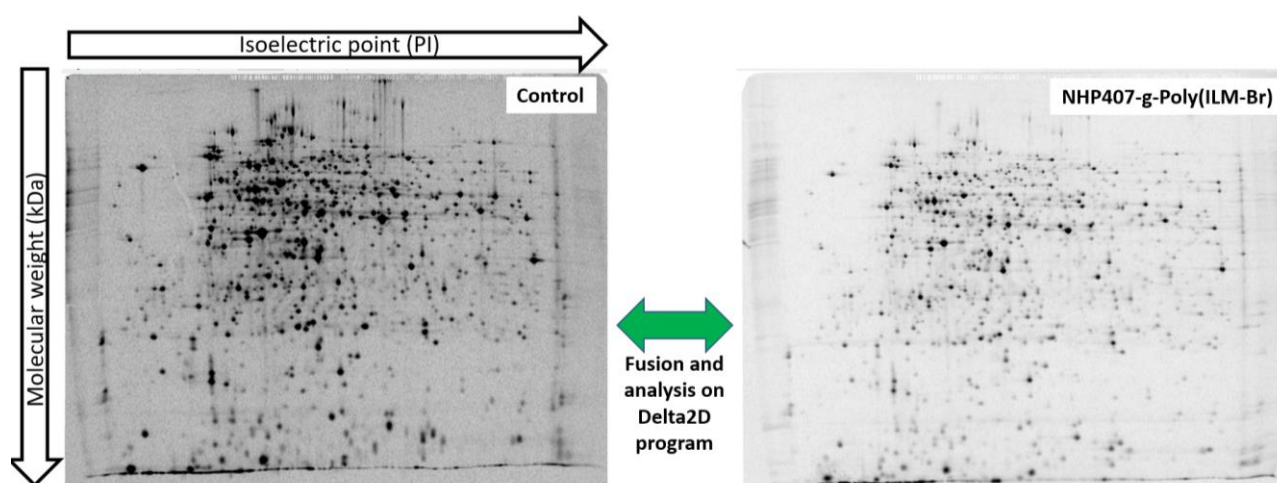 Isoelectric point (PI)
Molecular weight (kDa)
Control
NHP407-g-Poly(ILM-Br)
Fusion and
analysis on
Delta2D
program